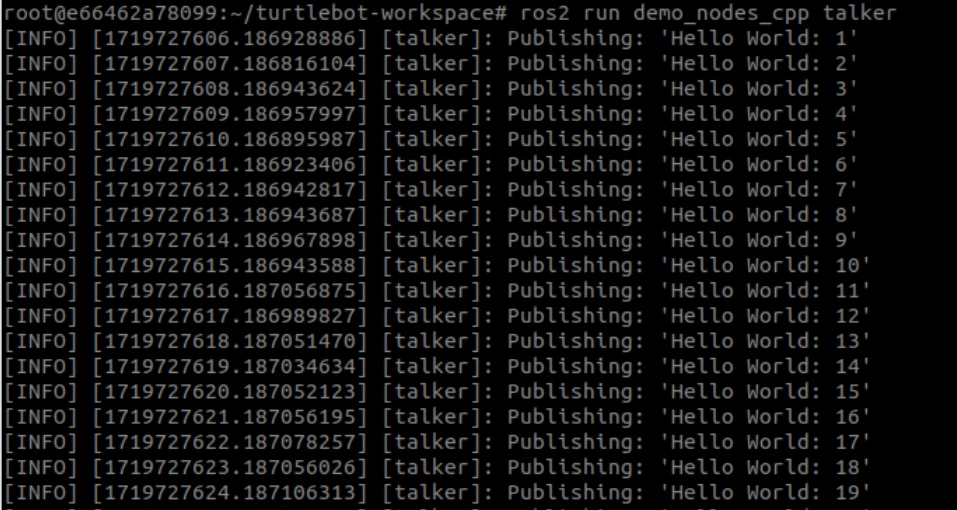 root@e66462a78099:~/turtlebot-workspace# ros2 run demo_nodes_cpp talker
[INFO] [1719727606.186928886] [talker]: Publishing: 'Hello World: 1'
[INFO] [1719727607.186816104] [talker]: Publishing: 'Hello World: 2'
[INFO] [1719727608.186943624] [talker]: Publishing: 'Hello World: 3'
[INFO] [1719727609.186957997] [talker]: Publishing: 'Hello World: 4'
[INFO] [1719727610.186895987] [talker]: Publishing: 'Hello World: 5'
[INFO] [1719727611.186923406] [talker]: Publishing: 'Hello World: 6'
[INFO] [1719727612.186942817] [talker]: Publishing: 'Hello World: 7'
[INFO] [1719727613.186943687] [talker]: Publishing: 'Hello World: 8'
[INFO] [1719727614.186967898] [talker]: Publishing: 'Hello World: 9'
[INFO] [1719727615.186943588] [talker]: Publishing: 'Hello World: 10'
[INFO] [1719727616.187056875] [talker]: Publishing: 'Hello World: 11'
[INFO] [1719727617.186989827] [talker]: Publishing: 'Hello World: 12'
[INFO] [1719727618.187051470] [talker]: Publishing: 'Hello World: 13'
[INFO] [1719727619.187034634] [talker]: Publishing: 'Hello World: 14'
[INFO] [1719727620.187052123] [talker]: Publishing: 'Hello World: 15'
[INFO] [1719727621.187056195] [talker]: Publishing: 'Hello World: 16'
[INFO] [1719727622.187078257] [talker]: Publishing: 'Hello World: 17'
[INFO] [1719727623.187056026] [talker]: Publishing: 'Hello World: 18'
[INFO] [1719727624.187106313] [talker]: Publishing: 'Hello World: 19'